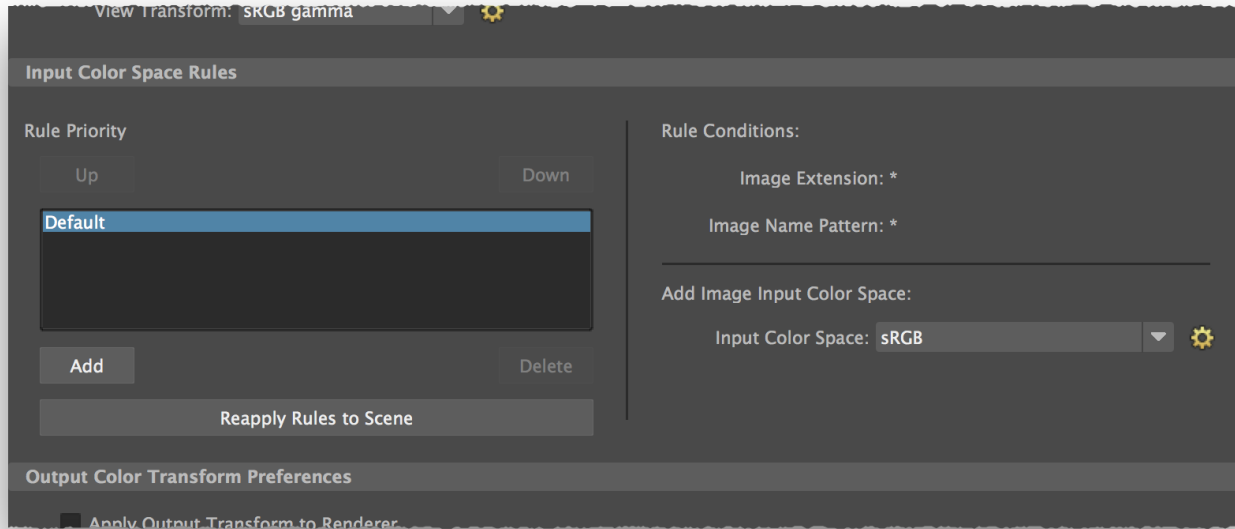 View Transform: sRGB gamma
Input Color Space Rules
Rule Priority
Up
Down
Default
Add
Delete
Reapply Rules to Scene
Rule Conditions:
Image Extension: *
Image Name Pattern: *
Add Image Input Color Space:
Input Color Space: sRGB
Output Color Transform Preferences
Apply Output Transform to Renderer